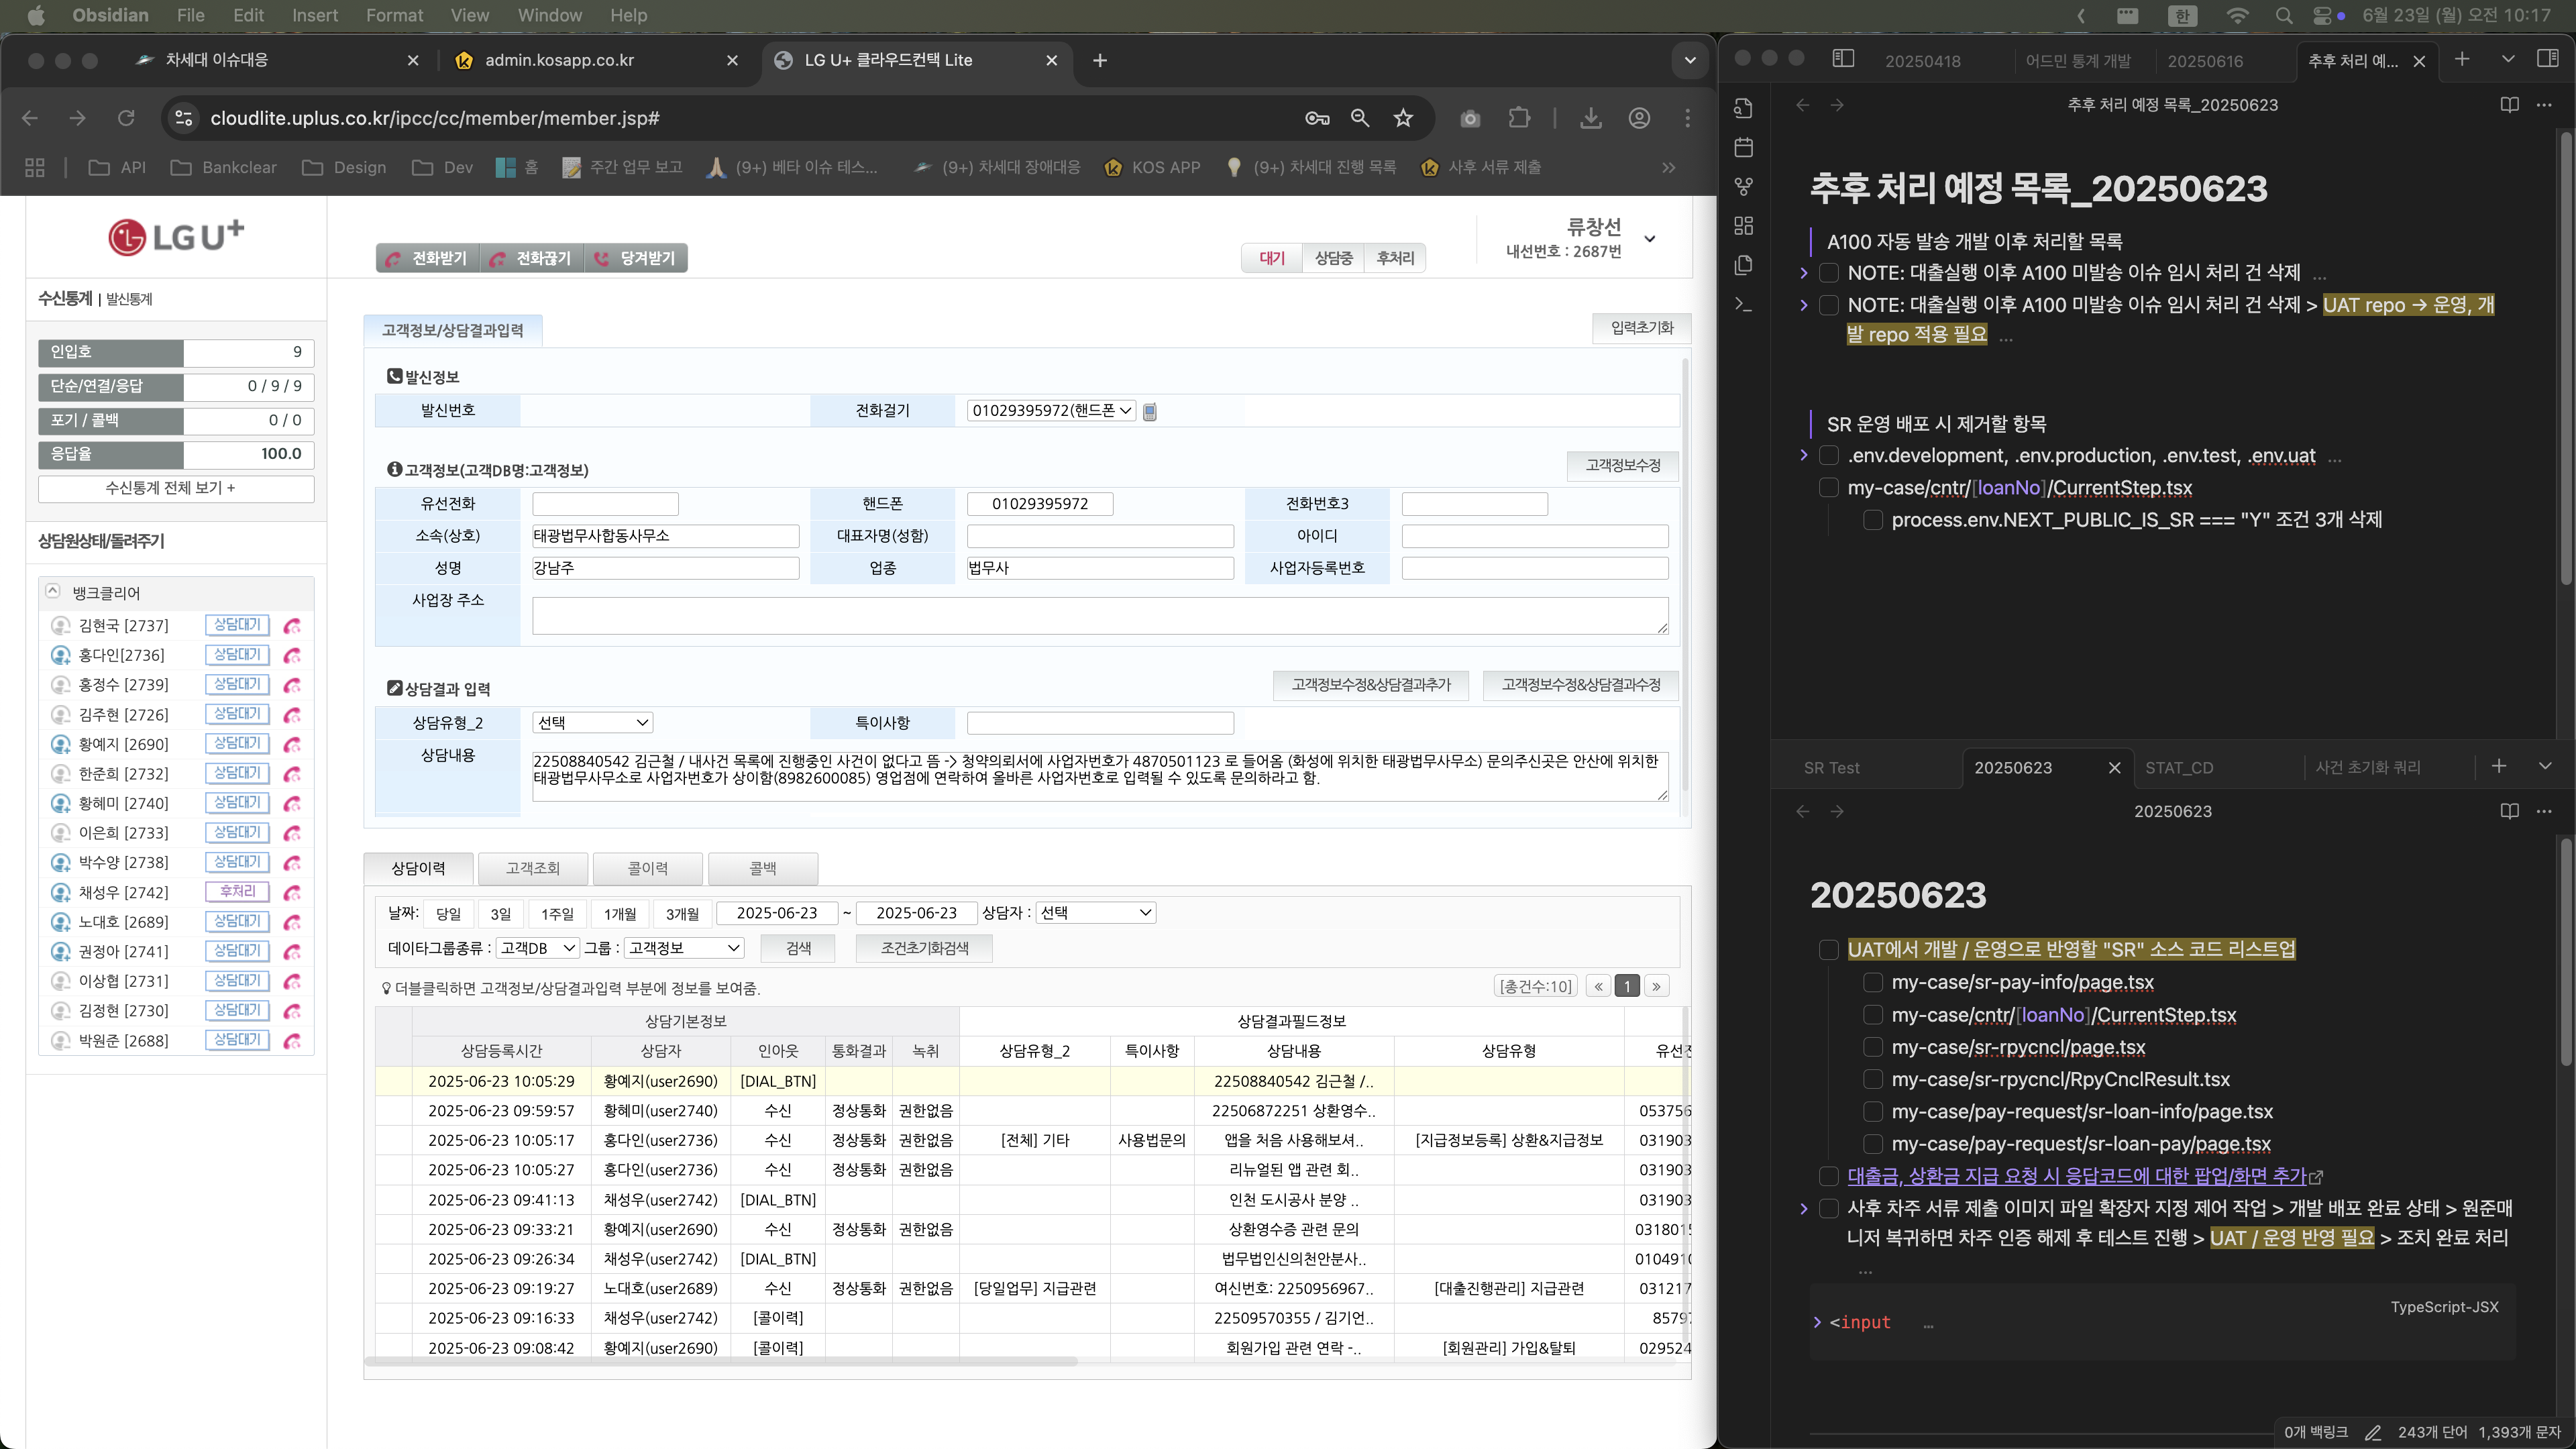 Obsidian File Edit Insert Format View Window Help
한 6월 23일 (월) 오전 10:17
차세대 이슈대응
admin.kosapp.co.kr
LG U+ 클라우드컨택 Lite
cloudlite.uplus.co.kr/ipcc/cc/member/member.jsp#
API Bankclear Design Dev 홈 주간 업무 보고 (9+) 베타 이슈 테스... (9+) 차세대 장애대응 KOS APP (9+) 차세대 진행 목록 사후 서류 제출
LG U+
전화받기 전화끊기 당겨받기
대기 상담중 후처리
류창선
내선번호 : 2687번
수신통계 | 발신통계
인입호 9
단순/연결/응답 0 / 9 / 9
포기 / 콜백 0 / 0
응답율 100.0
수신통계 전체 보기 +
상담원상태/돌려주기
뱅크클리어
김현국 [2737] 상담대기
홍다인[2736] 상담대기
홍정수 [2739] 상담대기
김주현 [2726] 상담대기
황예지 [2690] 상담대기
한준희 [2732] 상담대기
황혜미 [2740] 상담대기
이은희 [2733] 상담대기
박수양 [2738] 상담대기
채성우 [2742] 후처리
노대호 [2689] 상담대기
권정아 [2741] 상담대기
이상협 [2731] 상담대기
김정현 [2730] 상담대기
박원준 [2688] 상담대기
고객정보/상담결과입력
입력초기화
발신정보
발신번호 전화걸기 01029395972(핸드폰
고객정보(고객DB명:고객정보)
고객정보수정
유선전화 핸드폰 01029395972 전화번호3
소속(상호) 태광법무사합동사무소 대표자명(성함) 아이디
성명 강남주 업종 법무사 사업자등록번호
사업장 주소
상담결과 입력
고객정보수정&상담결과추가 고객정보수정&상담결과수정
상담유형_2 선택 특이사항
상담내용
22508840542 김근철 / 내사건 목록에 진행중인 사건이 없다고 뜸 -> 청약의뢰서에 사업자번호가 4870501123 로 들어옴 (화성에 위치한 태광법무사무소) 문의주신곳은 안산에 위치한
태광법무사무소로 사업자번호가 상이함(8982600085) 영업점에 연락하여 올바른 사업자번호로 입력될 수 있도록 문의하라고 함.
상담이력 고객조회 콜이력 콜백
날짜: 당일 3일 1주일 1개월 3개월 2025-06-23 ~ 2025-06-23 상담자 : 선택
데이타그룹종류 : 고객DB 그룹 : 고객정보 검색 조건초기화검색
더블클릭하면 고객정보/상담결과입력 부분에 정보를 보여줌.
[총건수:10] « 1 »
상담기본정보 상담결과필드정보
상담등록시간 상담자 인아웃 통화결과 녹취 상담유형_2 특이사항 상담내용 상담유형 유선전
2025-06-23 10:05:29 황예지(user2690) [DIAL_BTN] 22508840542 김근철 /..
2025-06-23 09:59:57 황혜미(user2740) 수신 정상통화 권한없음 22506872251 상환영수.. 053756
2025-06-23 10:05:17 홍다인(user2736) 수신 정상통화 권한없음 [전체] 기타 사용법문의 앱을 처음 사용해보셔.. [지급정보등록] 상환&지급정보 031903
2025-06-23 10:05:27 홍다인(user2736) 수신 정상통화 권한없음 리뉴얼된 앱 관련 회.. 031903
2025-06-23 09:41:13 채성우(user2742) [DIAL_BTN] 인천 도시공사 분양 .. 031903
2025-06-23 09:33:21 황예지(user2690) 수신 정상통화 권한없음 상환영수증 관련 문의 031801
2025-06-23 09:26:34 채성우(user2742) [DIAL_BTN] 법무법인신의천안분사.. 010491
2025-06-23 09:19:27 노대호(user2689) 수신 정상통화 권한없음 [당일업무] 지급관련 여신번호: 2250956967.. [대출진행관리] 지급관련 031217
2025-06-23 09:16:33 채성우(user2742) [콜이력] 22509570355 / 김기언.. 8579
2025-06-23 09:08:42 황예지(user2690) [콜이력] 회원가입 관련 연락 -.. [회원관리] 가입&탈퇴 029524
20250418 어드민 통계 개발 20250616 추후 처리 예...
추후 처리 예정 목록_20250623
추후 처리 예정 목록_20250623
A100 자동 발송 개발 이후 처리할 목록
NOTE: 대출실행 이후 A100 미발송 이슈 임시 처리 건 삭제 ...
NOTE: 대출실행 이후 A100 미발송 이슈 임시 처리 건 삭제 > UAT repo → 운영, 개
발 repo 적용 필요 ...
SR 운영 배포 시 제거할 항목
.env.development, .env.production, .env.test, .env.uat ...
my-case/cntr/[loanNo]/CurrentStep.tsx
process.env.NEXT_PUBLIC_IS_SR === "Y" 조건 3개 삭제
SR Test 20250623 STAT_CD 사건 초기화 쿼리
20250623
20250623
UAT에서 개발 / 운영으로 반영할 "SR" 소스 코드 리스트업
my-case/sr-pay-info/page.tsx
my-case/cntr/[loanNo]/CurrentStep.tsx
my-case/sr-rpycncl/page.tsx
my-case/sr-rpycncl/RpyCnclResult.tsx
my-case/pay-request/sr-loan-info/page.tsx
my-case/pay-request/sr-loan-pay/page.tsx
대출금, 상환금 지급 요청 시 응답코드에 대한 팝업/화면 추가
사후 차주 서류 제출 이미지 파일 확장자 지정 제어 작업 > 개발 배포 완료 상태 > 원준매
니저 복귀하면 차주 인증 해제 후 테스트 진행 > UAT / 운영 반영 필요 > 조치 완료 처리
...
TypeScript-JSX
<input ...
0개 백링크 243개 단어 1,393개 문자